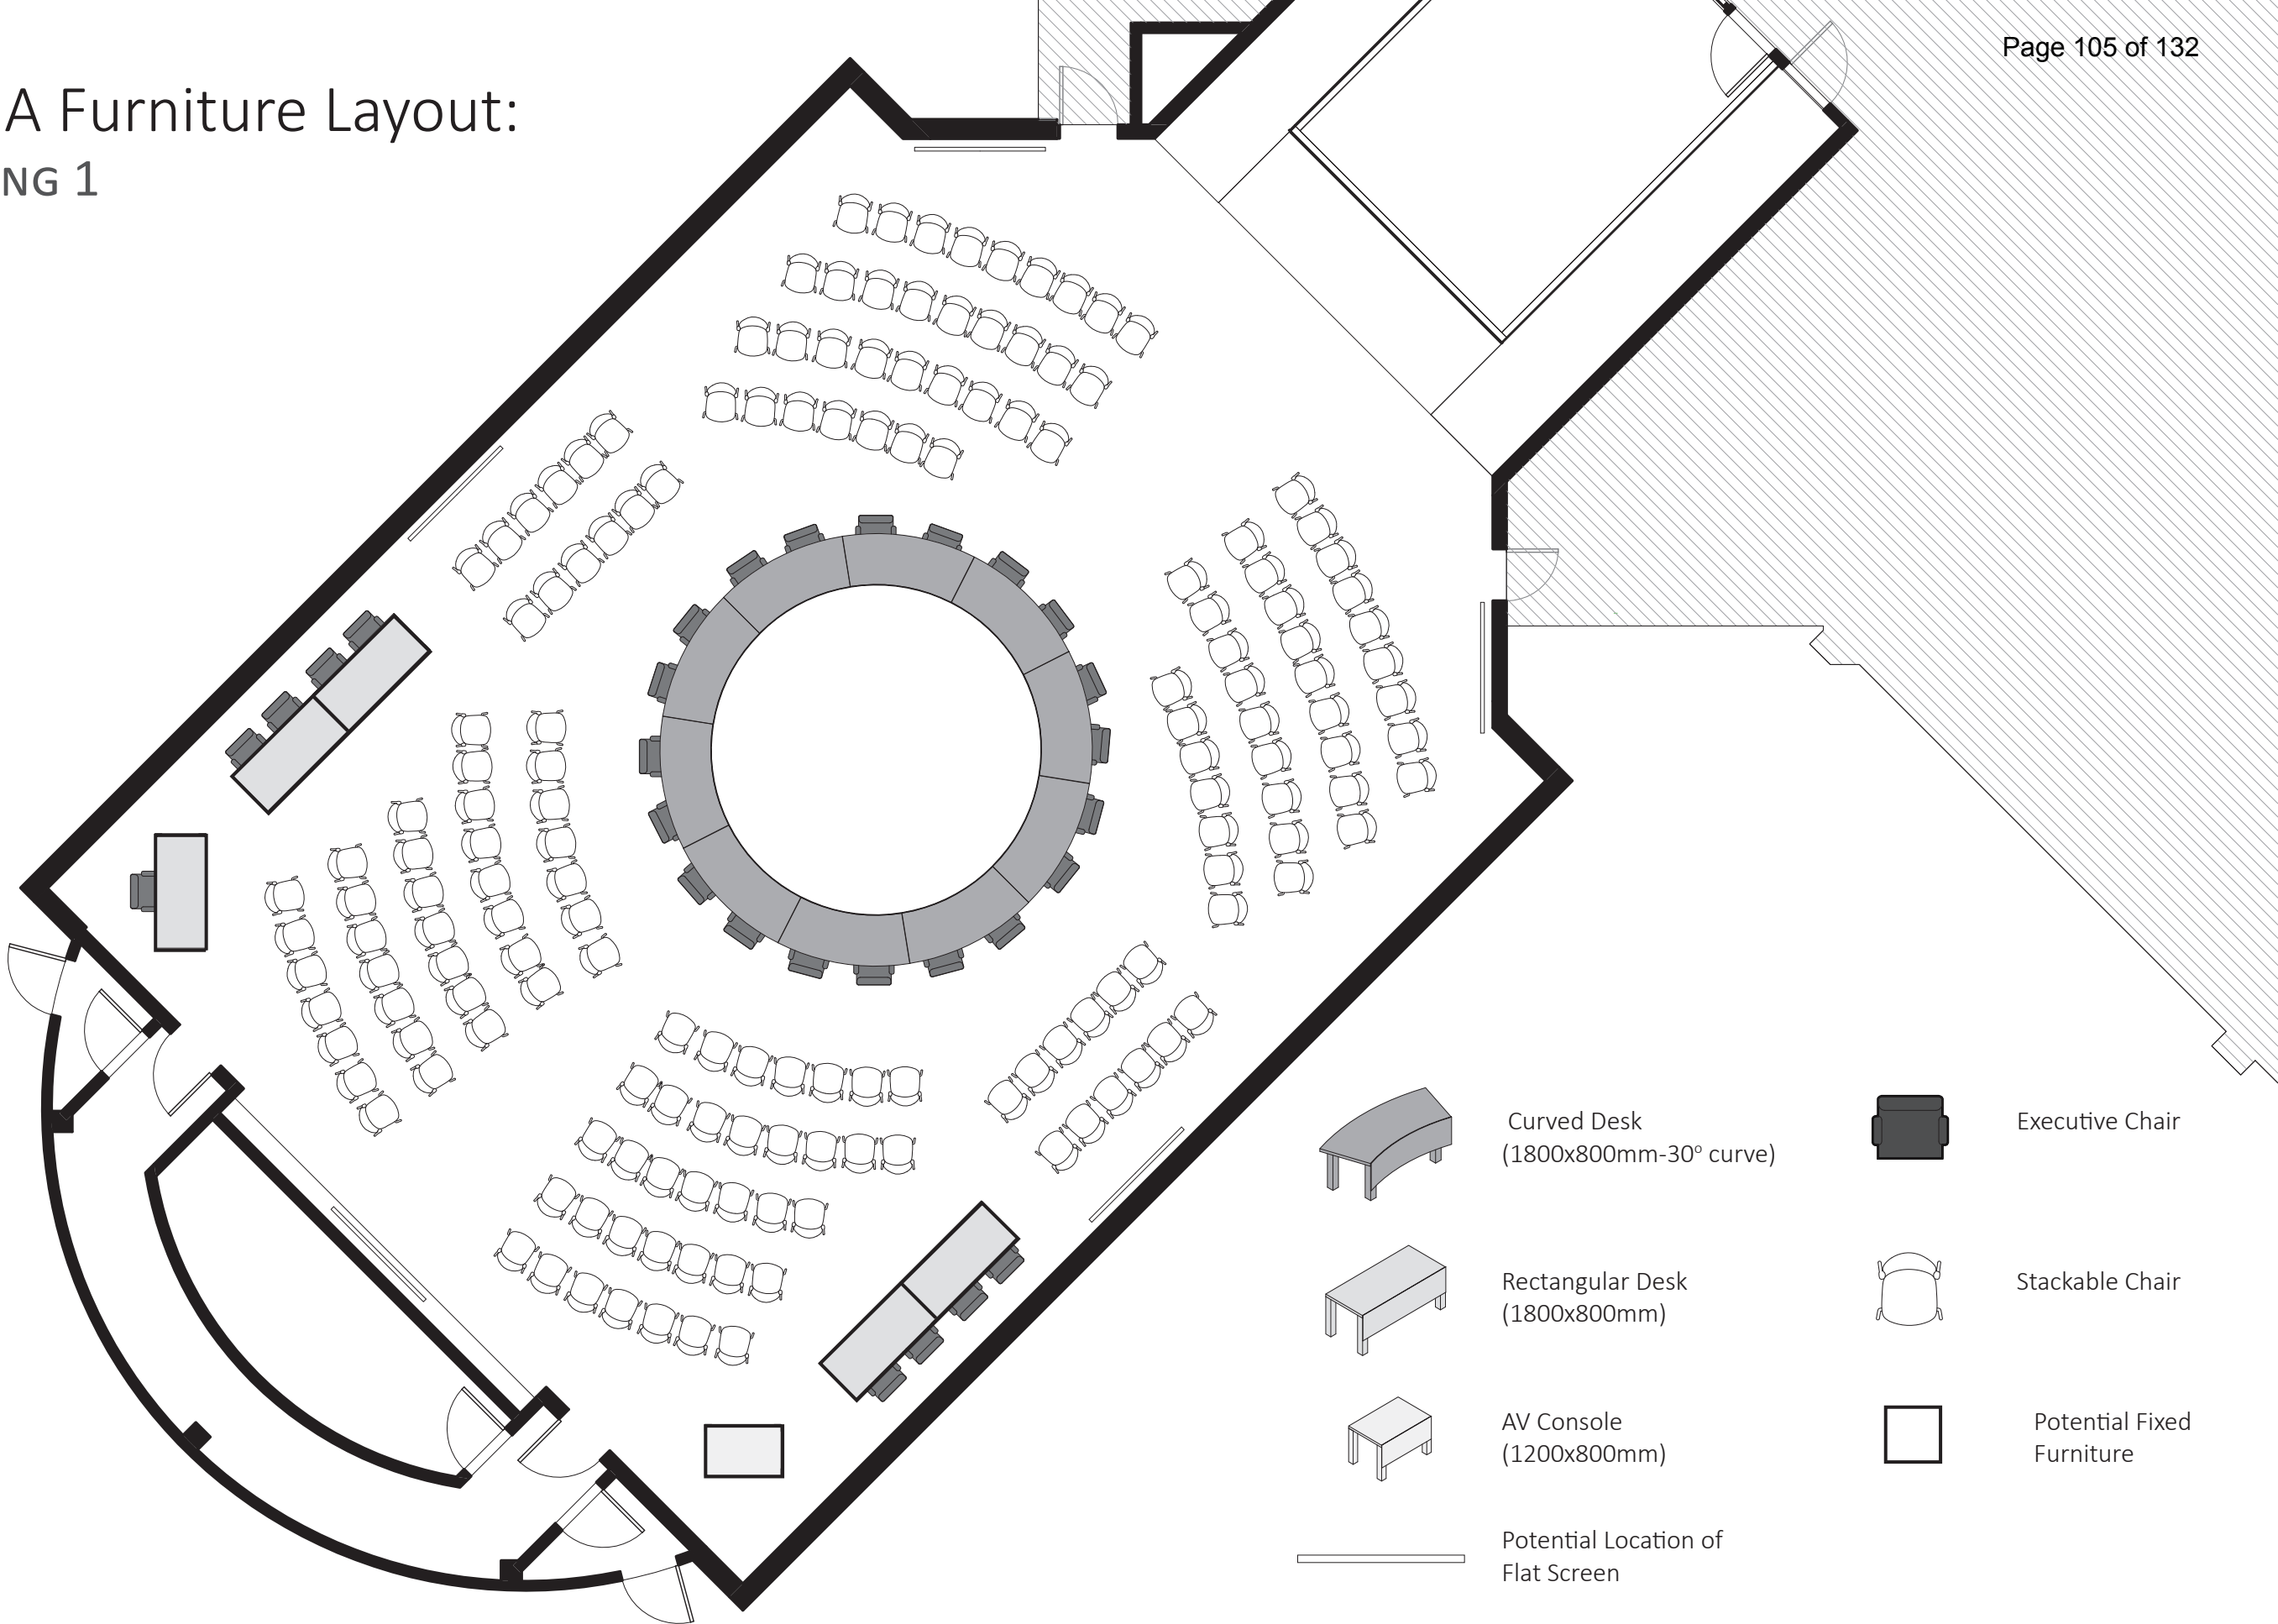 Page 105 of 132
A Furniture Layout:
NG 1
Curved Desk
(1800x800mm-30° curve)
Executive Chair
Rectangular Desk
(1800x800mm)
Stackable Chair
AV Console
(1200x800mm)
Potential Fixed
Furniture
Potential Location of
Flat Screen